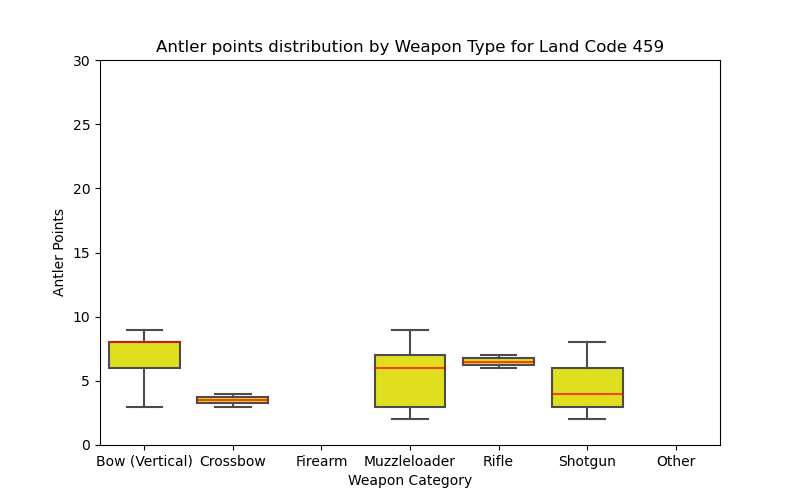 Antler points distribution by Weapon Type for Land Code 459
30
25
20
15
10
5
0
Antler Points
Bow (Vertical) Crossbow Firearm Muzzleloader Rifle Shotgun Other
Weapon Category